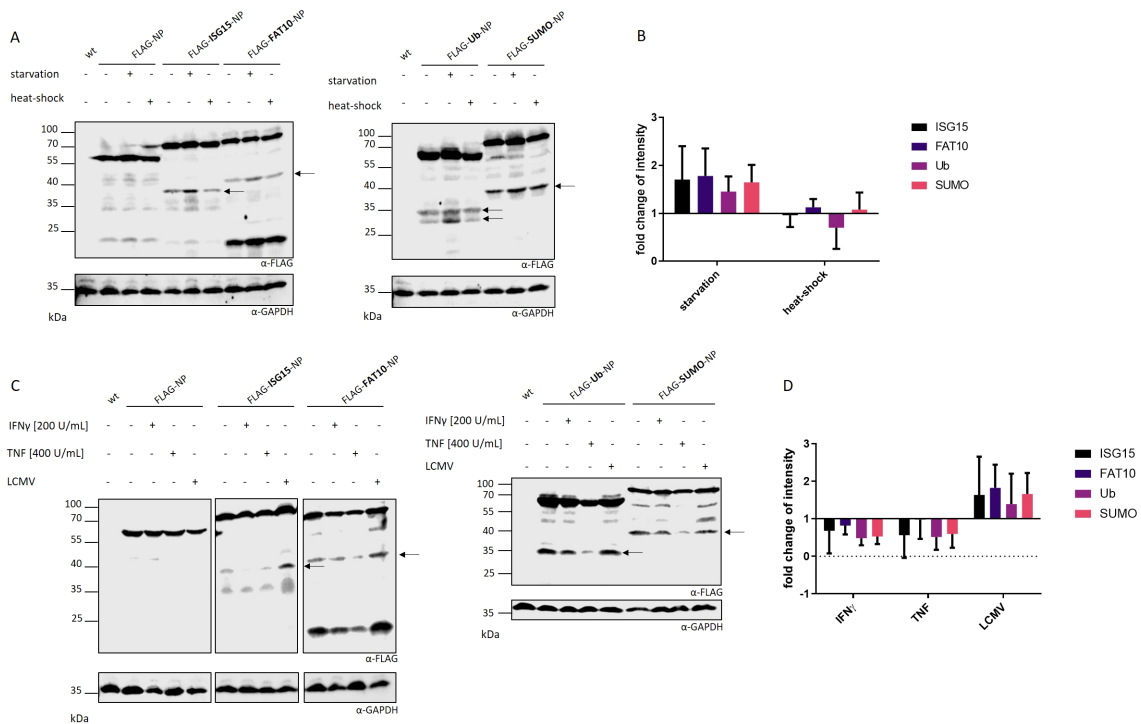 A
wt
FLAG-NP
FLAG-ISG15-NP
FLAG-FAT10-NP
starvation - - + - - + - - + -
heat-shock - - - + - - + - - +
100
70
55
40
35
25
α-FLAG
35
α-GAPDH
kDa
wt
FLAG-Ub-NP
FLAG-SUMO-NP
starvation - - + - - + -
heat-shock - - - + - - +
100
70
55
40
35
25
α-FLAG
35
α-GAPDH
kDa
B
fold change of intensity
3
2
1
0
starvation
heat-shock
ISG15
FAT10
Ub
SUMO
C
wt
FLAG-NP
FLAG-ISG15-NP
FLAG-FAT10-NP
IFNγ [200 U/mL] - - + - - - + - - - + - -
TNF [400 U/mL] - - - + - - - + - - - + -
LCMV - - - - + - - - + - - - +
100
70
55
40
35
25
α-FLAG
35
α-GAPDH
kDa
wt
FLAG-Ub-NP
FLAG-SUMO-NP
IFNγ [200 U/mL] - - + - - - + - -
TNF [400 U/mL] - - - + - - - + -
LCMV - - - - + - - - +
100
70
55
40
35
25
α-FLAG
35
α-GAPDH
kDa
D
fold change of intensity
3
2
1
0
-1
IFNγ
TNF
LCMV
ISG15
FAT10
Ub
SUMO